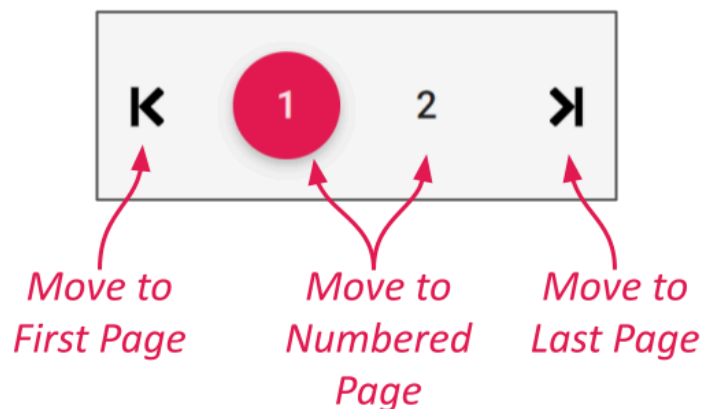 1 2
Move to
First Page
Move to
Numbered
Page
Move to
Last Page